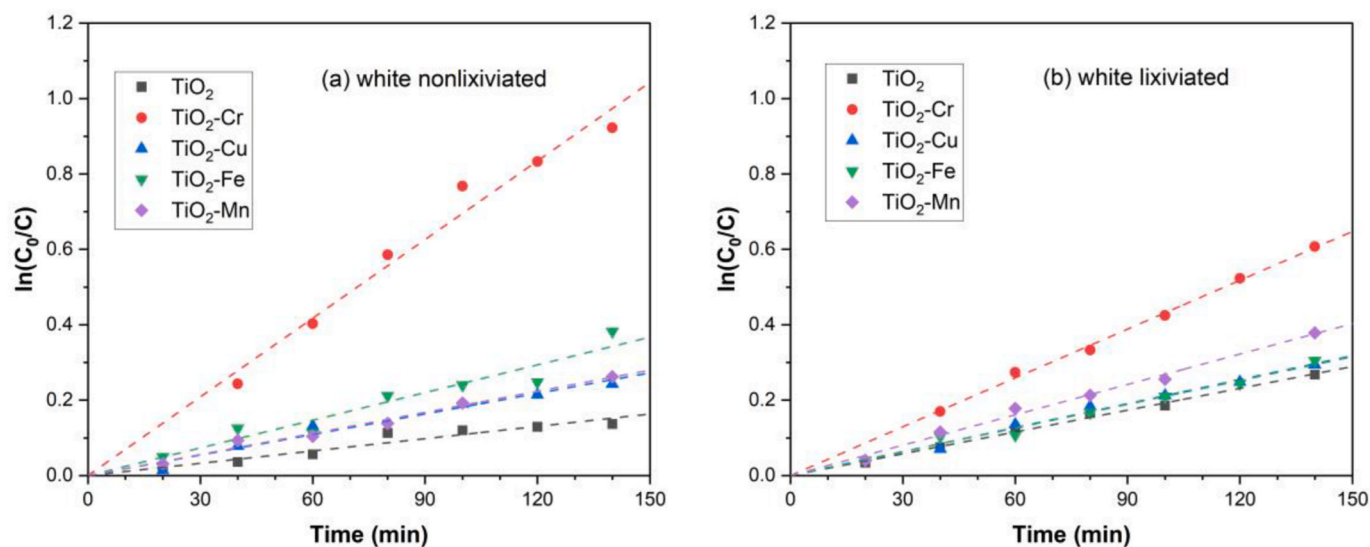 (a) white nonlixiviated
TiO2
TiO2-Cr
TiO2-Cu
TiO2-Fe
TiO2-Mn
ln(C0/C)
1.2
1.0
0.8
0.6
0.4
0.2
0.0
0
30
60
90
120
150
Time (min)
(b) white lixiviated
TiO2
TiO2-Cr
TiO2-Cu
TiO2-Fe
TiO2-Mn
ln(C0/C)
1.2
1.0
0.8
0.6
0.4
0.2
0.0
0
30
60
90
120
150
Time (min)